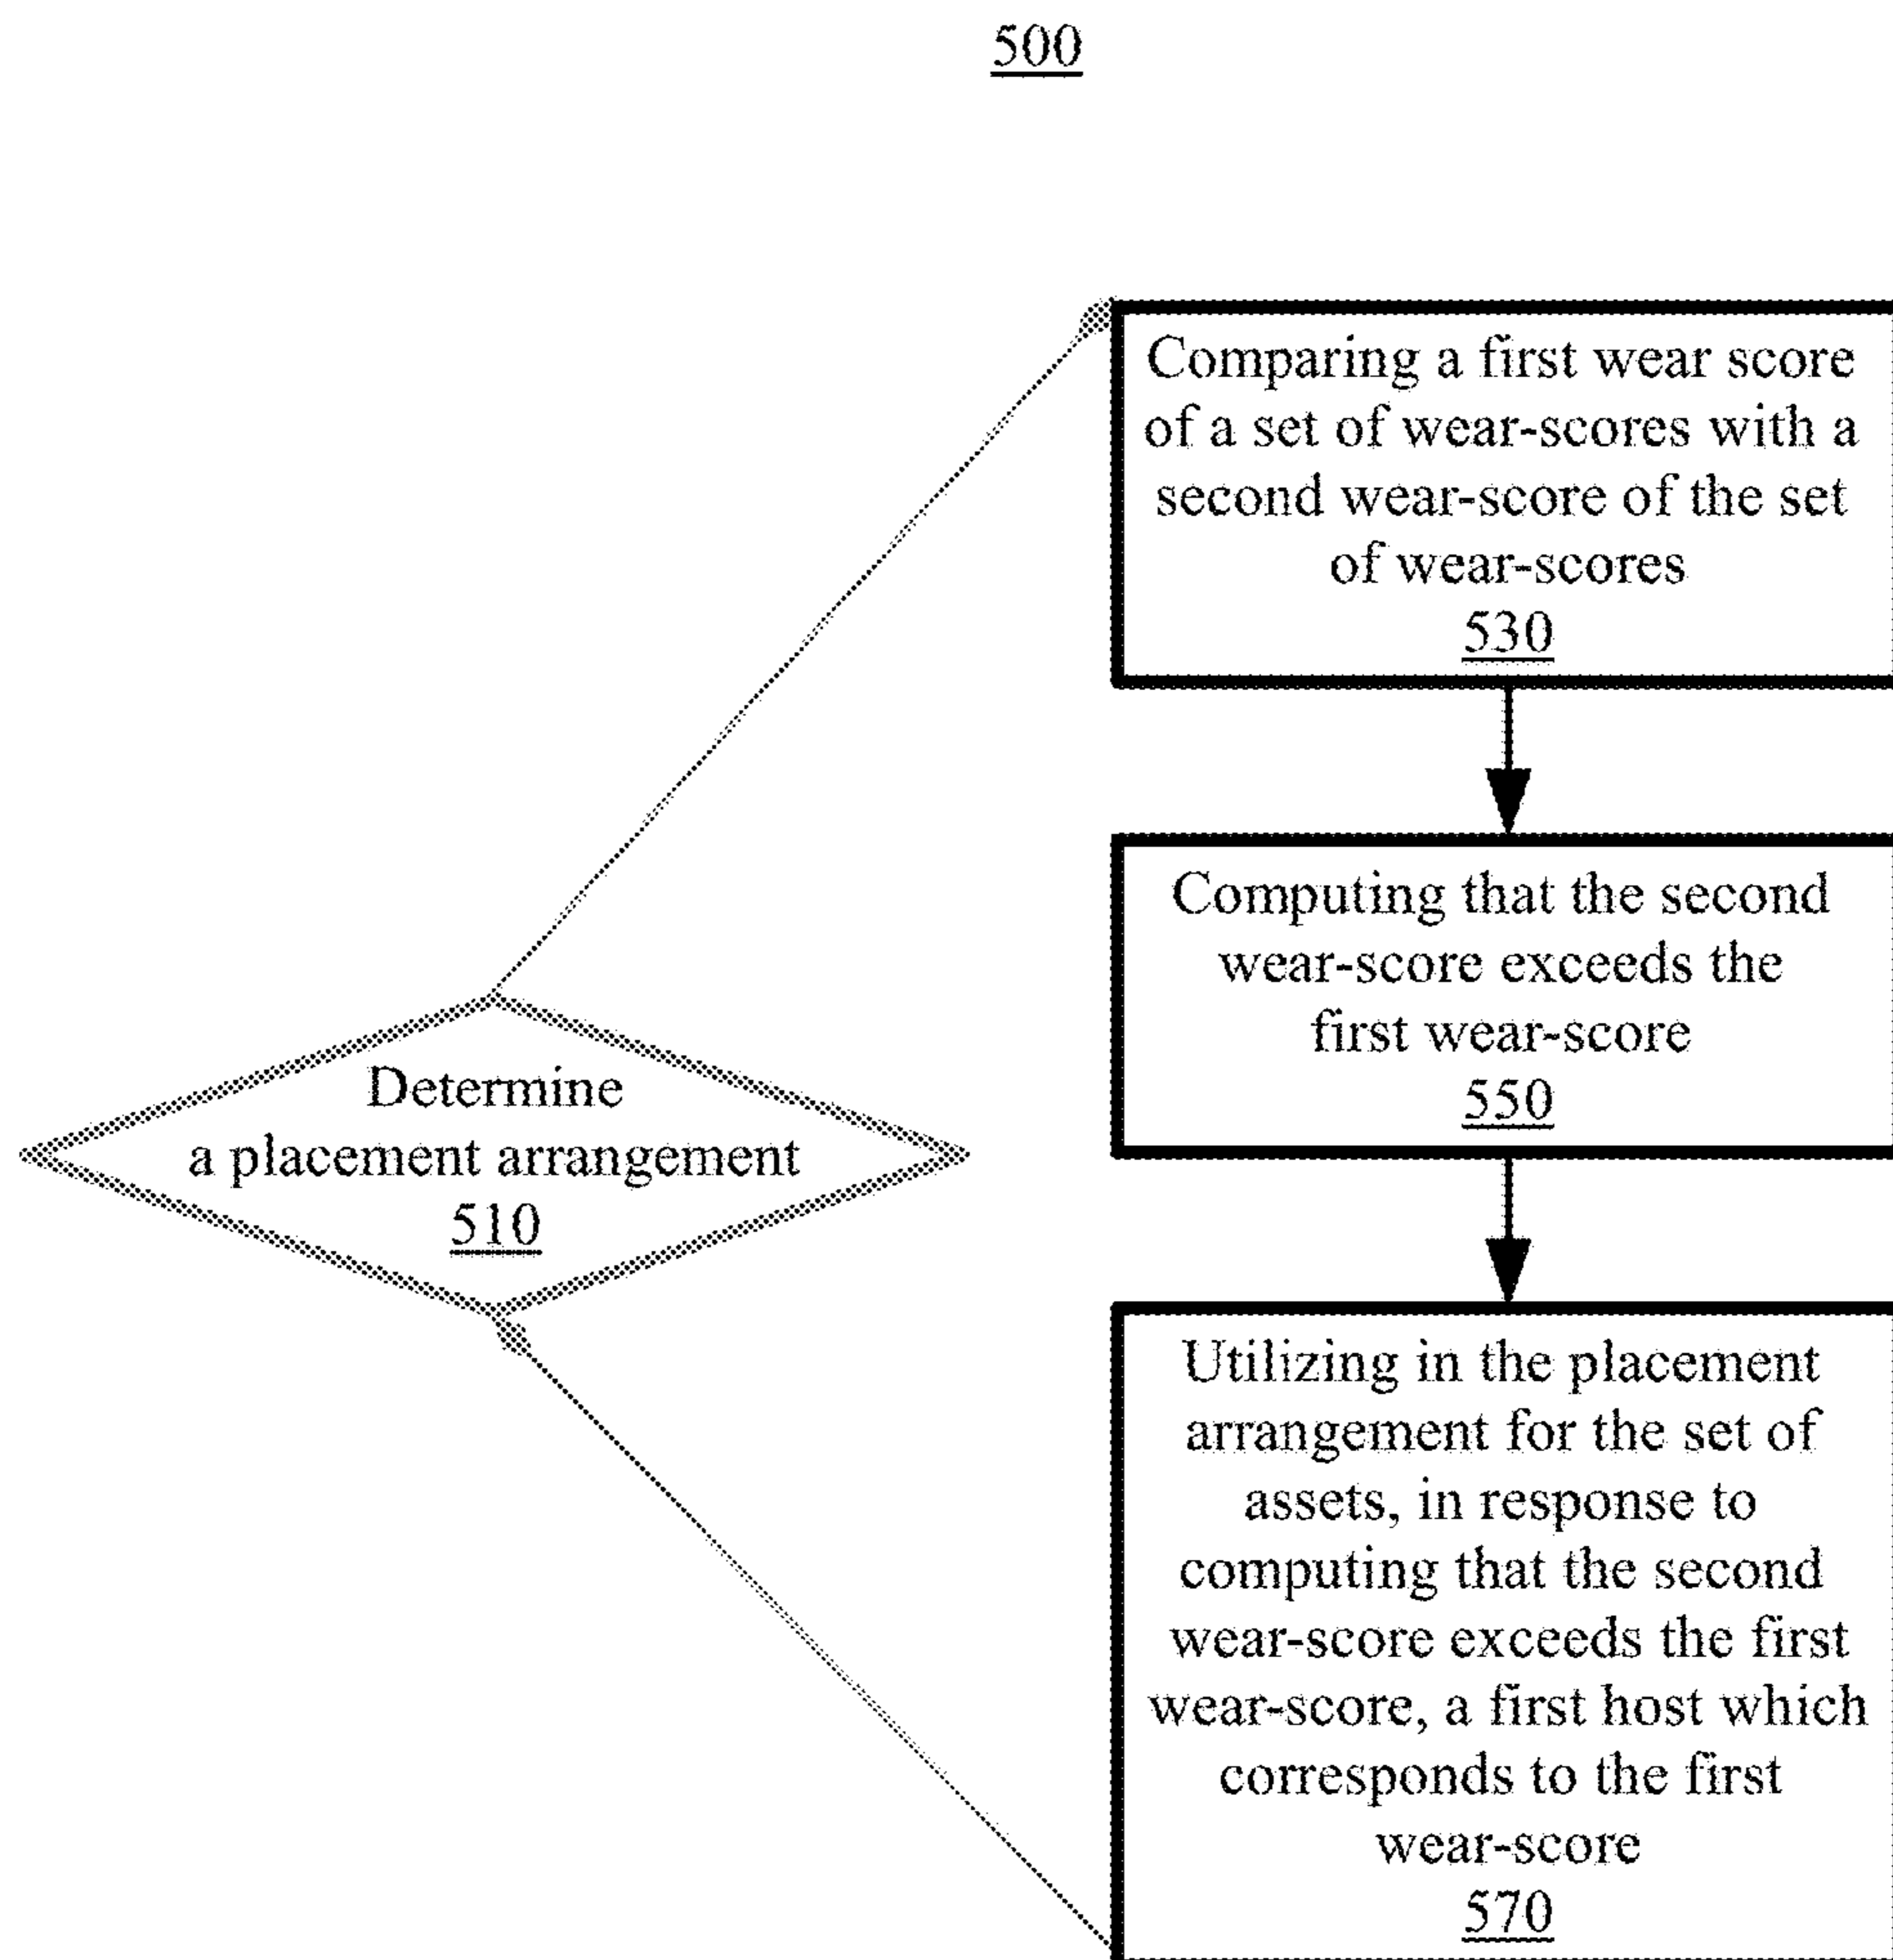 500
Comparing a first wear score
of a set of wear-scores with a
second wear-score of the set
of wear-scores
530
Computing that the second
wear-score exceeds the
first wear-score
550
Determine
a placement arrangement
510
Utilizing in the placement
arrangement for the set of
assets, in response to
computing that the second
wear-score exceeds the first
wear-score, a first host which
corresponds to the first
wear-score
570